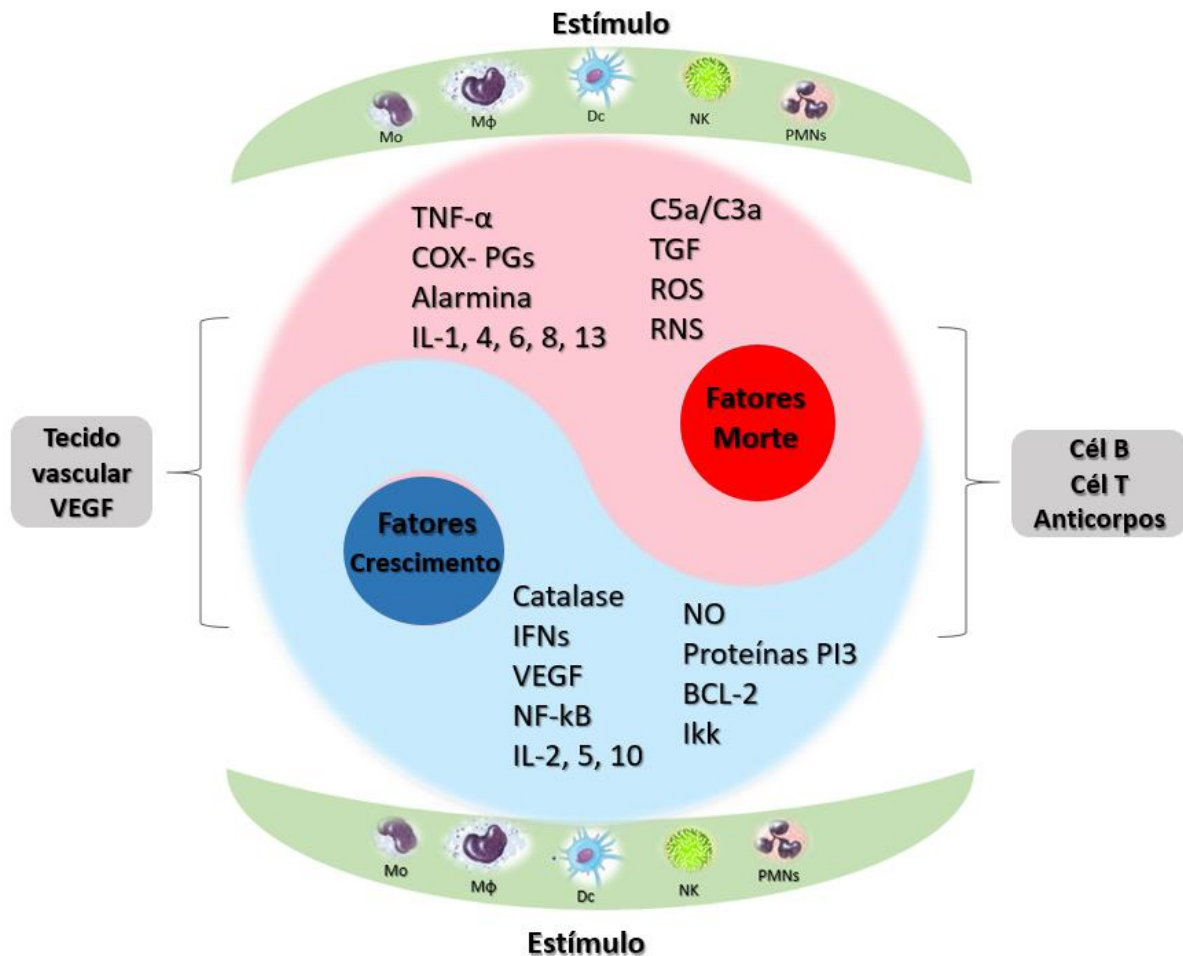 Estímulo
Mo
Mϕ
Dc
NK
PMNs
TNF-α
COX- PGs
Alarmina
IL-1, 4, 6, 8, 13
C5a/C3a
TGF
ROS
RNS
Fatores
Morte
Tecido
vascular
VEGF
Cél B
Cél T
Anticorpos
Fatores
Crescimento
Catalase
IFNs
VEGF
NF-kB
IL-2, 5, 10
NO
Proteínas PI3
BCL-2
Ikk
Mo
Mϕ
Dc
NK
PMNs
Estímulo